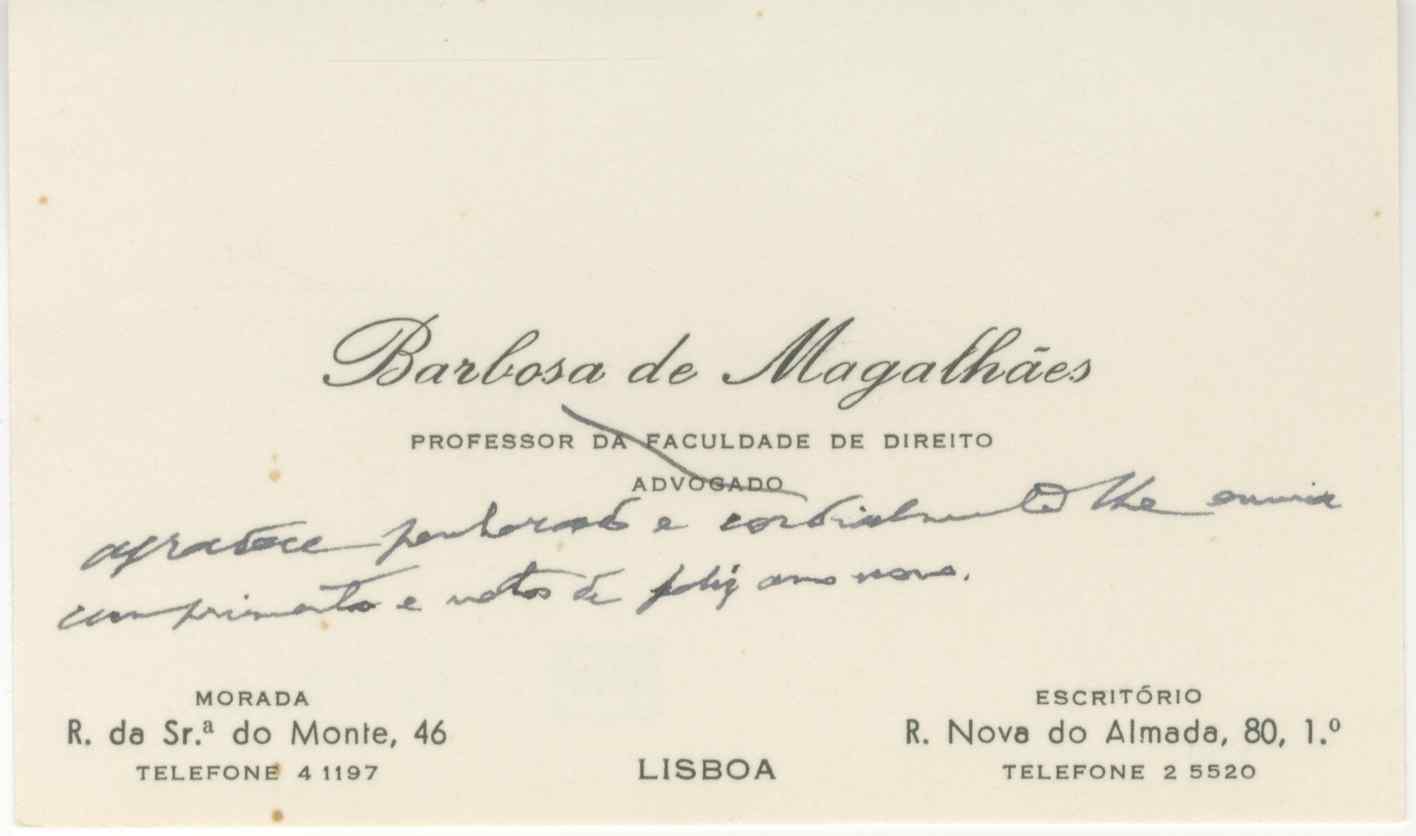 Barbosa de Magalhães
PROFESSOR DA FACULDADE DE DIREITO
ADVOGADO
agradece penhorado e cordialmente lhe envia
cumprimentos e votos de feliz ano novo.
MORADA
R. da Sr.ª do Monte, 46
TELEFONE 4 1197
LISBOA
ESCRITÓRIO
R. Nova do Almada, 80, 1.º
TELEFONE 2 5520